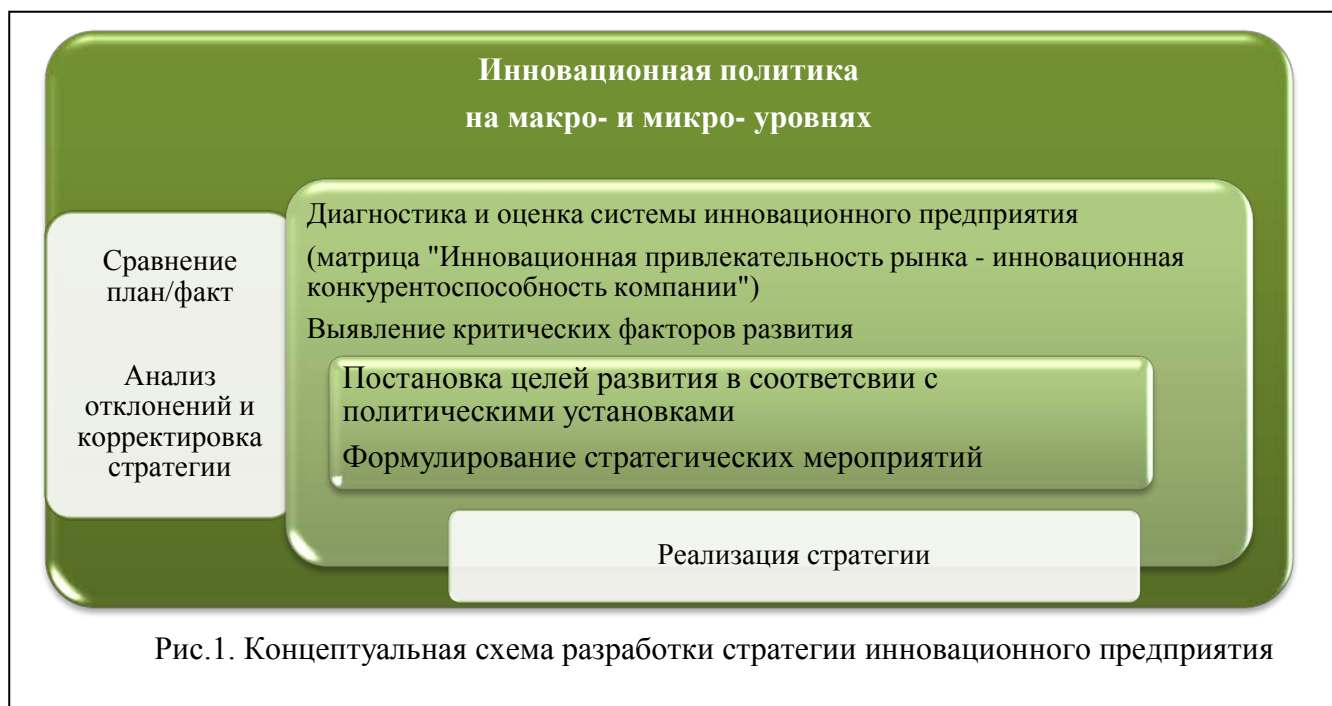 Инновационная политика
на макро- и микро- уровнях
Сравнение
план/факт
Анализ
отклонений и
корректировка
стратегии
Диагностика и оценка системы инновационного предприятия
(матрица "Инновационная привлекательность рынка - инновационная
конкурентоспособность компании")
Выявление критических факторов развития
Постановка целей развития в соответсвии с
политическими установками
Формулирование стратегических мероприятий
Реализация стратегии
Рис.1. Концептуальная схема разработки стратегии инновационного предприятия